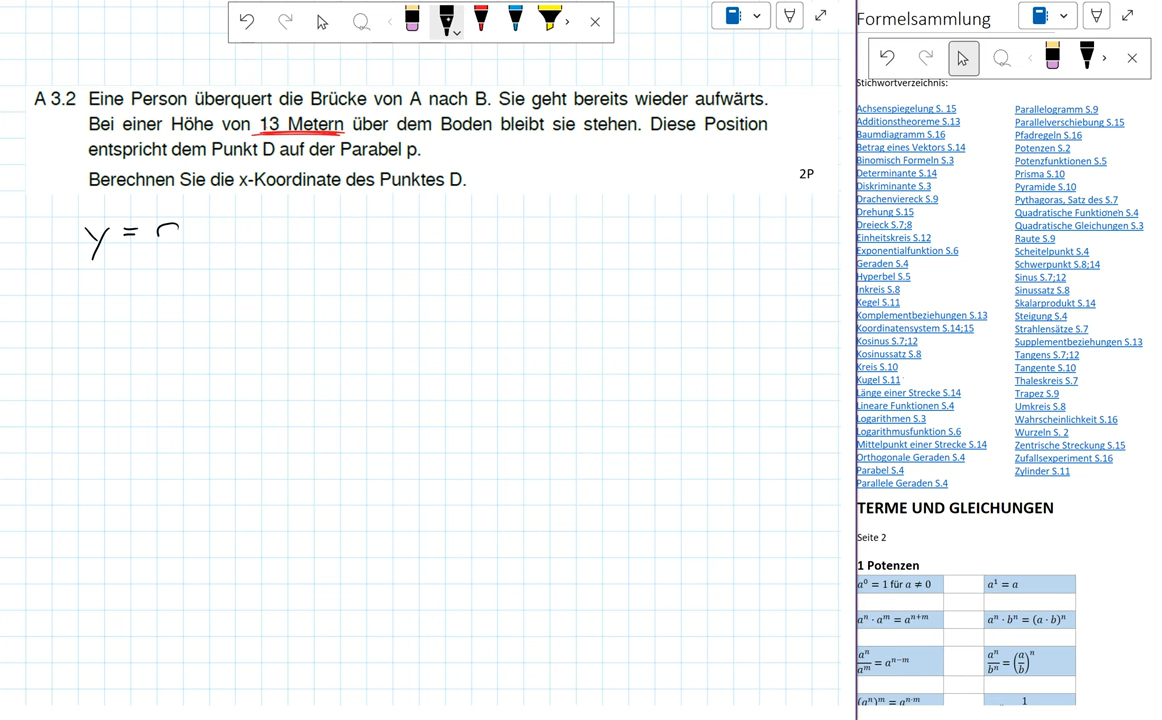 Formelsammlung
A 3.2 Eine Person überquert die Brücke von A nach B. Sie geht bereits wieder aufwärts.
Bei einer Höhe von 13 Metern über dem Boden bleibt sie stehen. Diese Position
entspricht dem Punkt D auf der Parabel p.
Berechnen Sie die x-Koordinate des Punktes D.
2P
y =
Stichwortverzeichnis:
Achsenspiegelung S. 15
Additionstheoreme S.13
Baumdiagramm S.16
Betrag eines Vektors S.14
Binomisch Formeln S.3
Determinante S.14
Diskriminante S.3
Drachenviereck S.9
Drehung S.15
Dreieck S.7;8
Einheitskreis S.12
Exponentialfunktion S.6
Geraden S.4
Hyperbel S.5
Inkreis S.8
Kegel S.11
Komplementbeziehungen S.13
Koordinatensystem S.14;15
Kosinus S.7;12
Kosinussatz S.8
Kreis S.10
Kugel S.11
Länge einer Strecke S.14
Lineare Funktionen S.4
Logarithmen S.3
Logarithmusfunktion S.6
Mittelpunkt einer Strecke S.14
Orthogonale Geraden S.4
Parabel S.4
Parallele Geraden S.4
Parallelogramm S.9
Parallelverschiebung S.15
Pfadregeln S.16
Potenzen S.2
Potenzfunktionen S.5
Prisma S.10
Pyramide S.10
Pythagoras, Satz des S.7
Quadratische Funktionen S.4
Quadratische Gleichungen S.3
Raute S.9
Scheitelpunkt S.4
Schwerpunkt S.8;14
Sinus S.7;12
Sinussatz S.8
Skalarprodukt S.14
Steigung S.4
Strahlensätze S.7
Supplementbeziehungen S.13
Tangens S.7;12
Tangente S.10
Thaleskreis S.7
Trapez S.9
Umkreis S.8
Wahrscheinlichkeit S.16
Wurzeln S. 2
Zentrische Streckung S.15
Zufallsexperiment S.16
Zylinder S.11
TERME UND GLEICHUNGEN
Seite 2
1 Potenzen
a⁰ = 1 für a ≠ 0 a¹ = a
aⁿ · aᵐ = aⁿ⁺ᵐ aⁿ · bⁿ = (a · b)ⁿ
aⁿ/aᵐ = aⁿ⁻ᵐ aⁿ/bⁿ = (a/b)ⁿ
(aⁿ)ᵐ = aⁿ·ᵐ 1